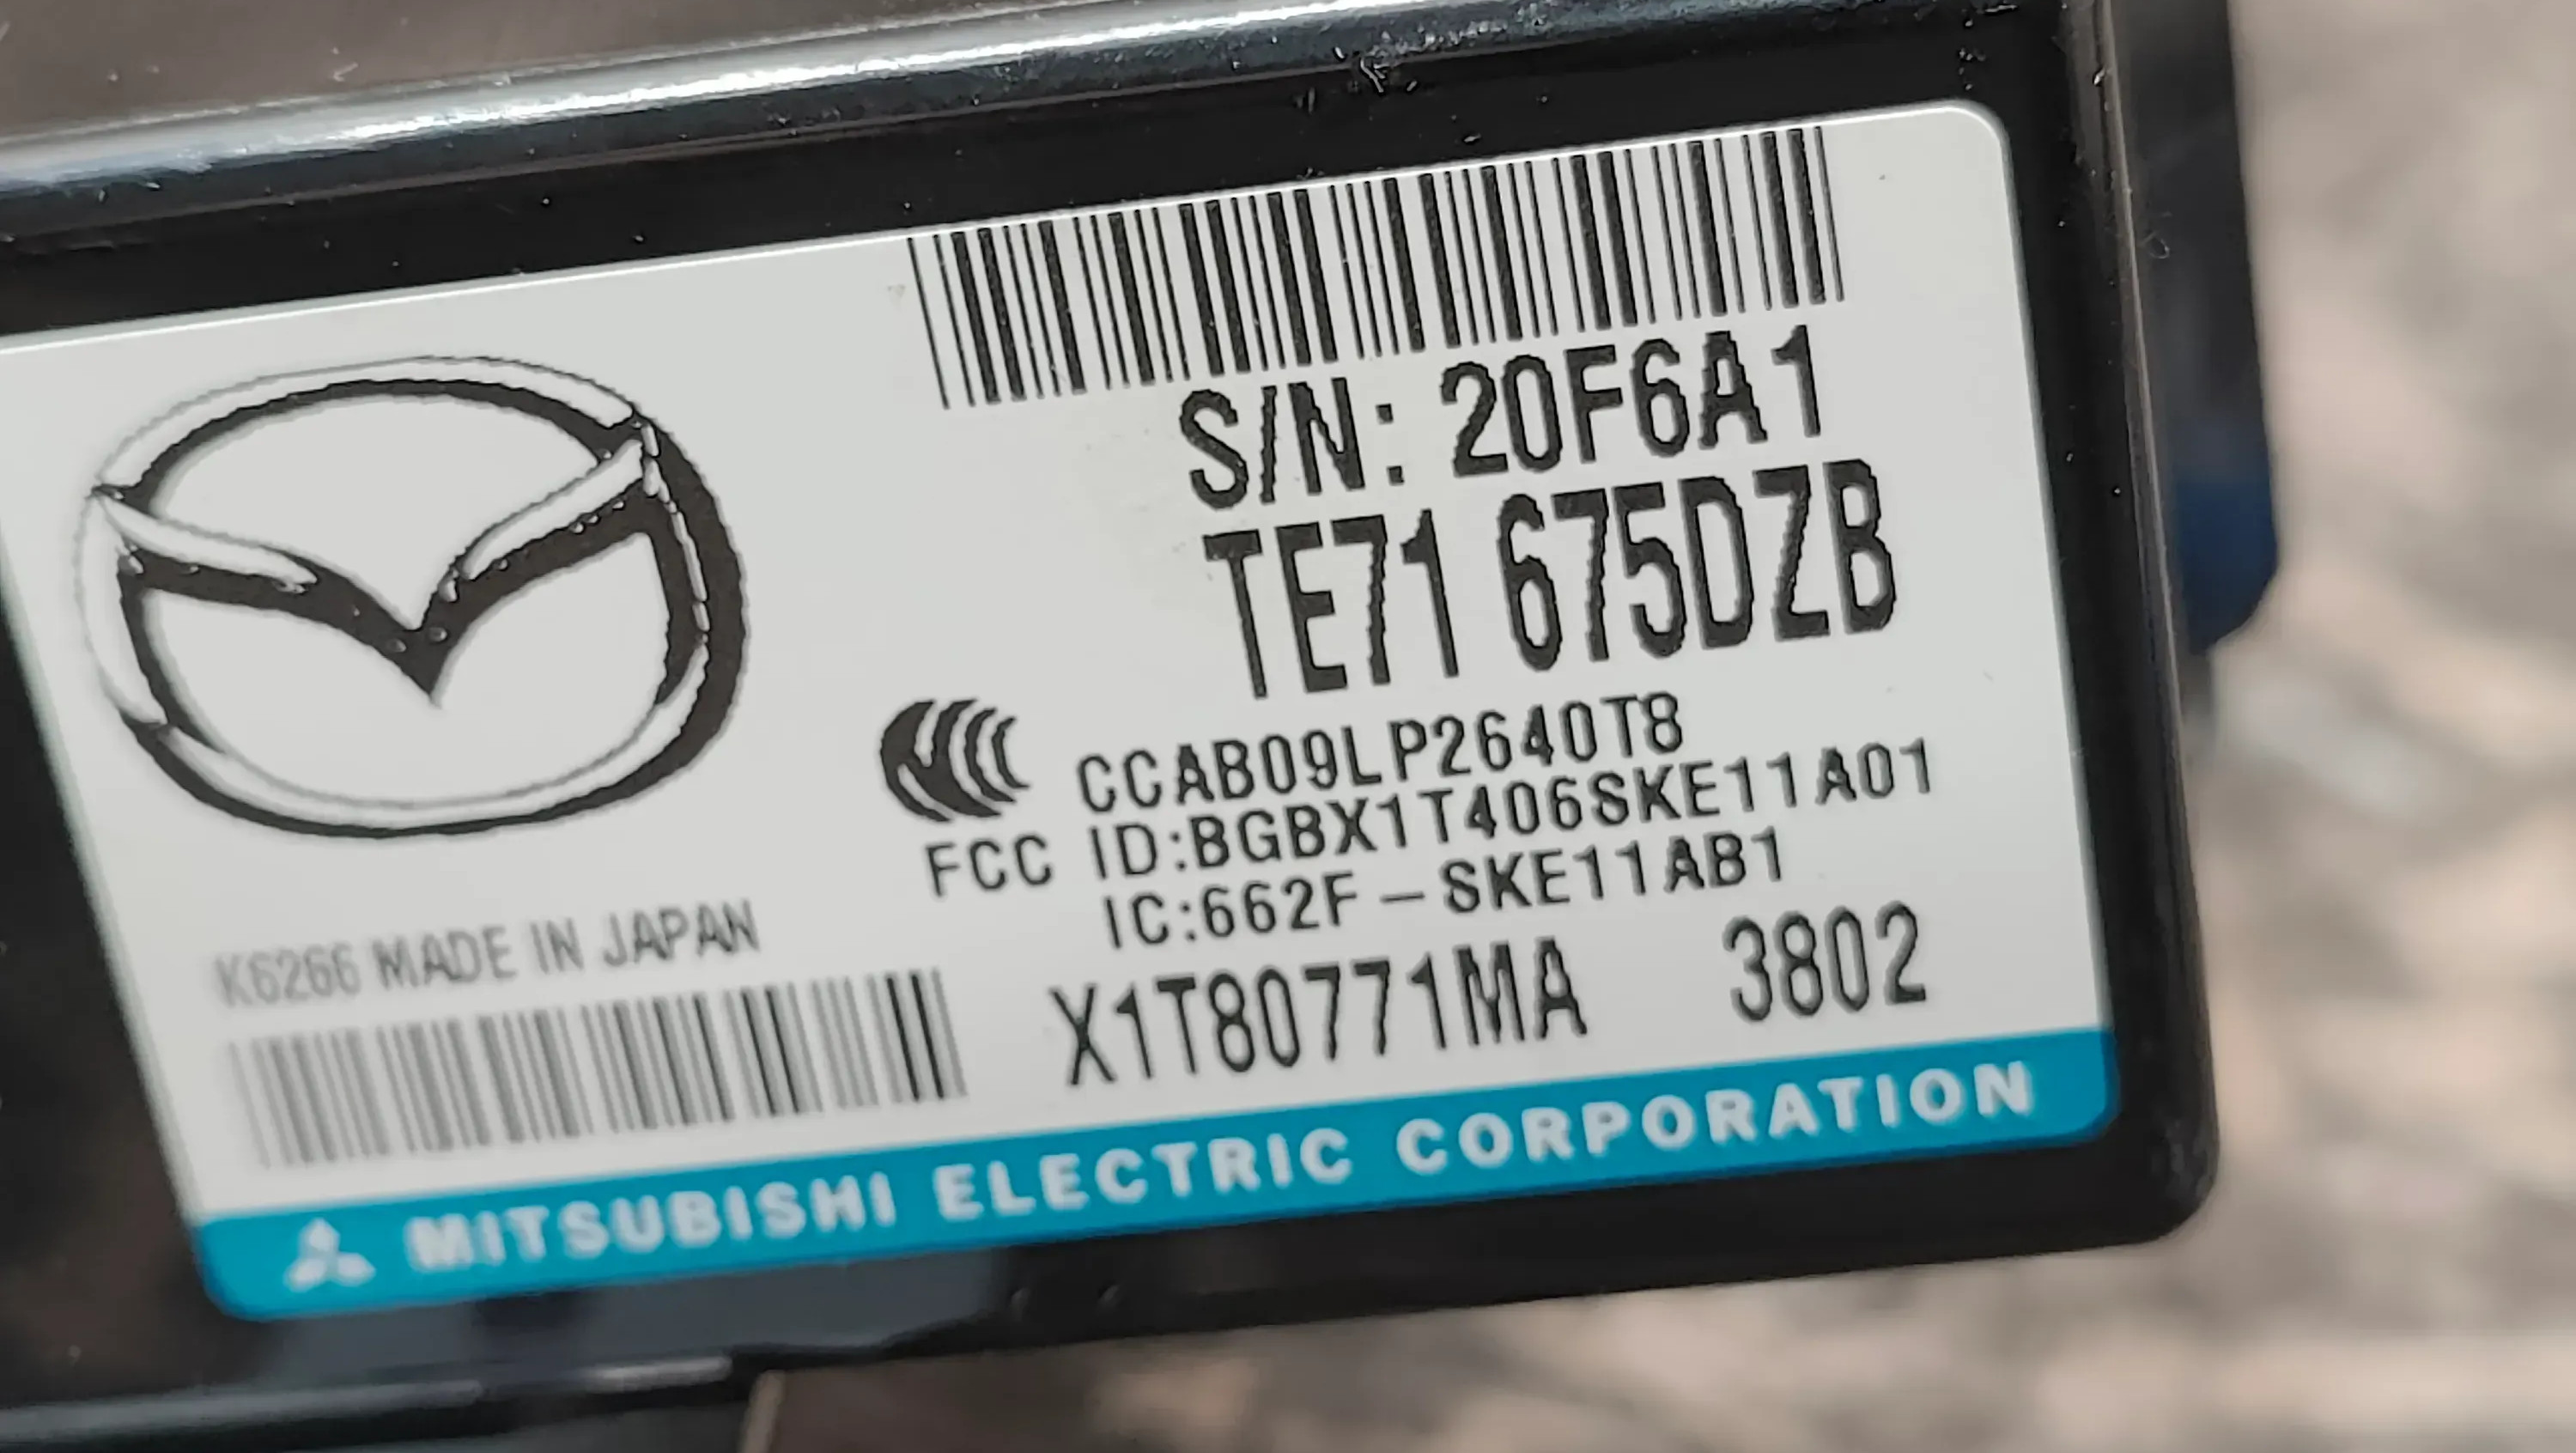 S/N: 20F6A1
TE71 675DZB
CCAB09LP2640T8
FCC ID:BGBX1T406SKE11A01
IC:662F-SKE11AB1
K6266 MADE IN JAPAN
X1T80771MA 3802
MITSUBISHI ELECTRIC CORPORATION